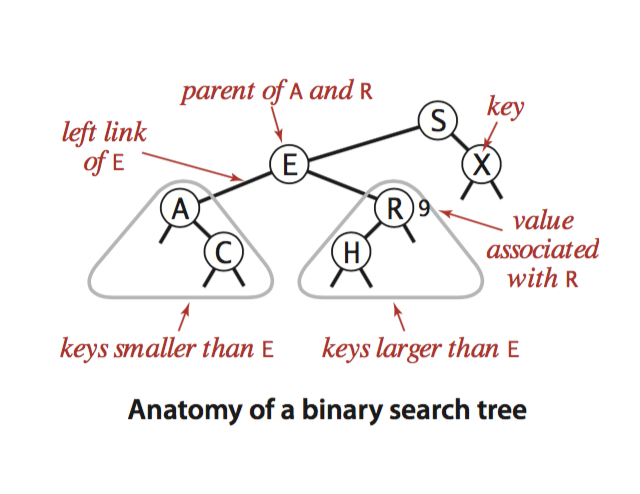 parent of A and R
key
left link
of E
S
E
X
A
R 9
value
associated
with R
C
H
keys smaller than E
keys larger than E
Anatomy of a binary search tree